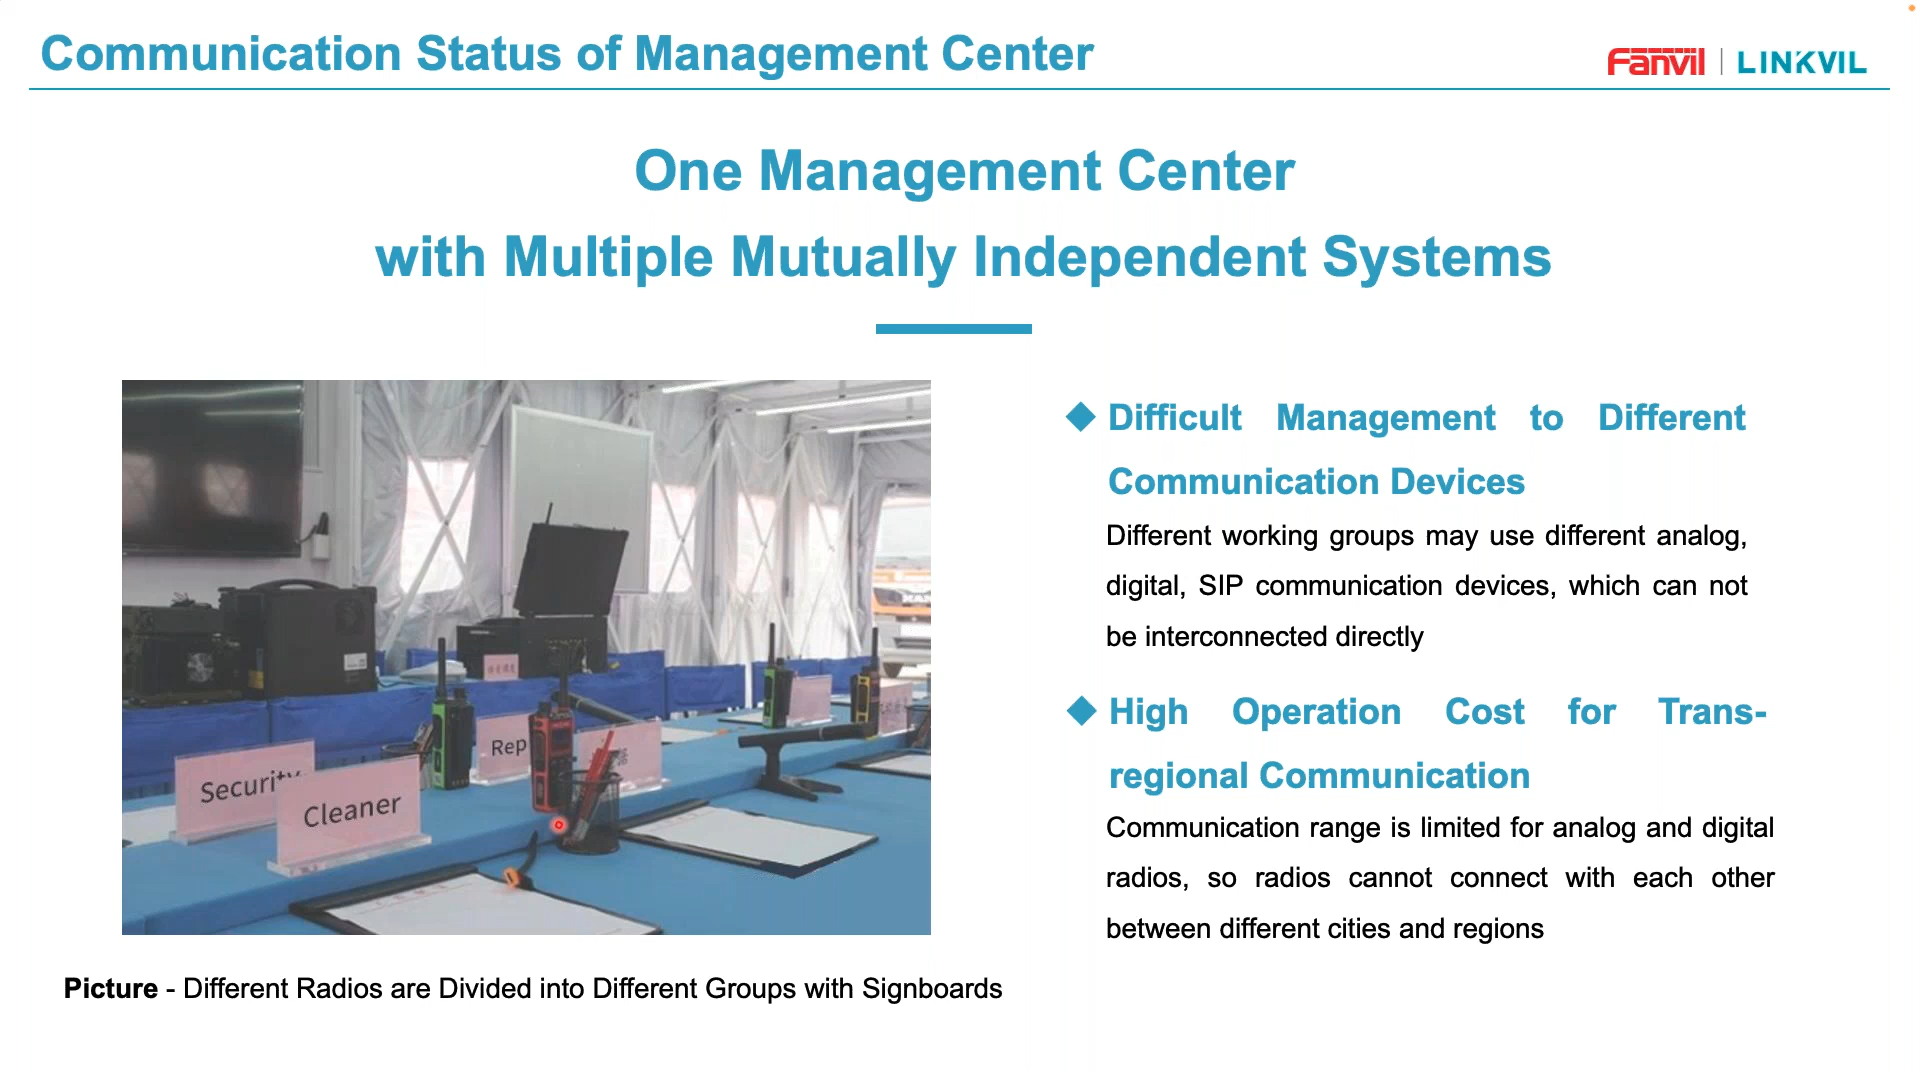 Communication Status of Management Center
Fanvil | LINKVIL
One Management Center
with Multiple Mutually Independent Systems
Security
Cleaner
Rep
◆ Difficult Management to Different
Communication Devices
Different working groups may use different analog,
digital, SIP communication devices, which can not
be interconnected directly
◆ High Operation Cost for Trans-
regional Communication
Communication range is limited for analog and digital
radios, so radios cannot connect with each other
between different cities and regions
Picture - Different Radios are Divided into Different Groups with Signboards